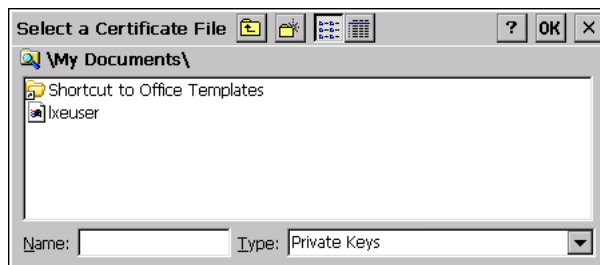 Select a Certificate File ? OK ×
\My Documents\
Shortcut to Office Templates
lxeuser
Name: Type: Private Keys